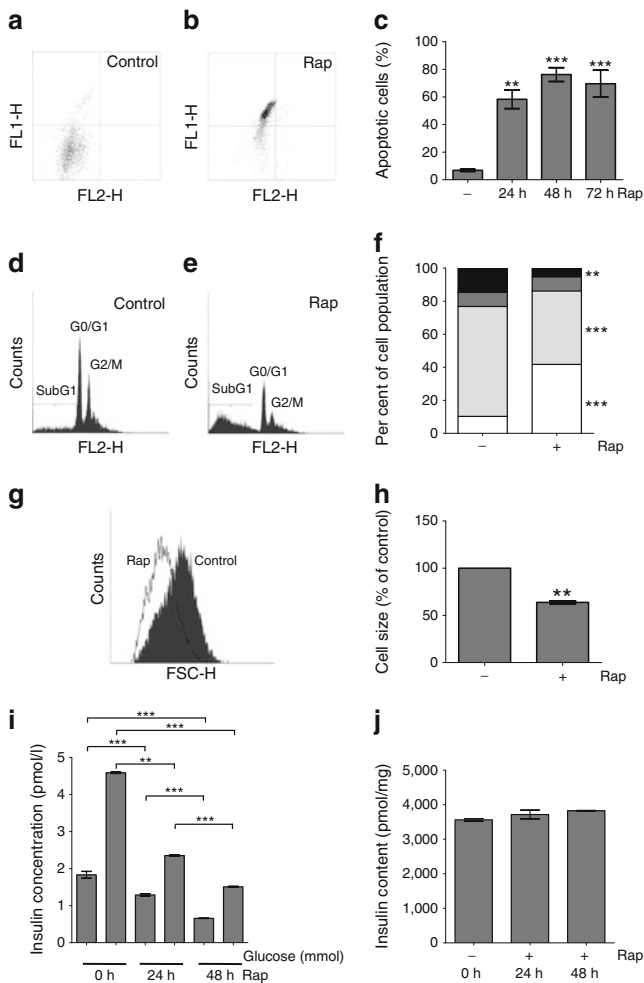 a
Control
FL1-H
FL2-H
b
Rap
FL1-H
FL2-H
c
Apoptotic cells (%)
100
80
60
40
20
0
**
***
***
– 24 h 48 h 72 h Rap
d
Control
Counts
G0/G1
G2/M
SubG1
FL2-H
e
Rap
Counts
G0/G1
SubG1
G2/M
FL2-H
f
Per cent of cell population
100
80
60
40
20
0
**
***
***
– + Rap
g
Counts
Rap
Control
FSC-H
h
Cell size (% of control)
150
100
50
0
**
– + Rap
i
Insulin concentration (pmol/l)
5
4
3
2
1
0
***
***
***
**
***
***
Glucose (mmol)
0 h 24 h 48 h Rap
j
Insulin content (pmol/mg)
5,000
4,000
3,000
2,000
1,000
0
– + + Rap
0 h 24 h 48 h